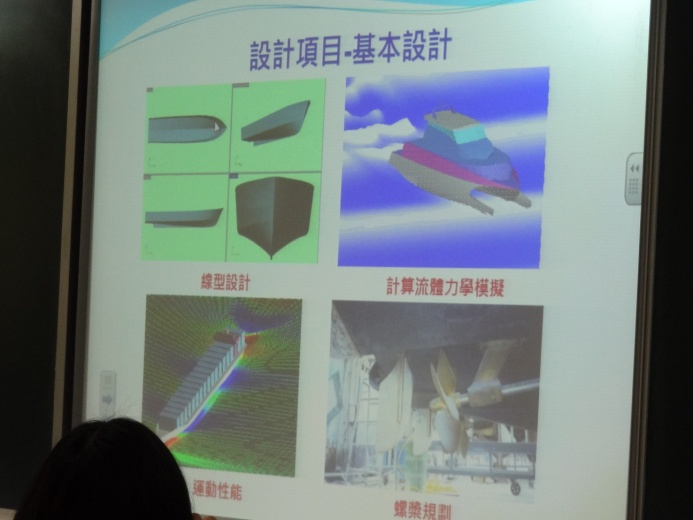 設計項目-基本設計
線型設計
計算流體力學模擬
運動性能
螺槳規劃